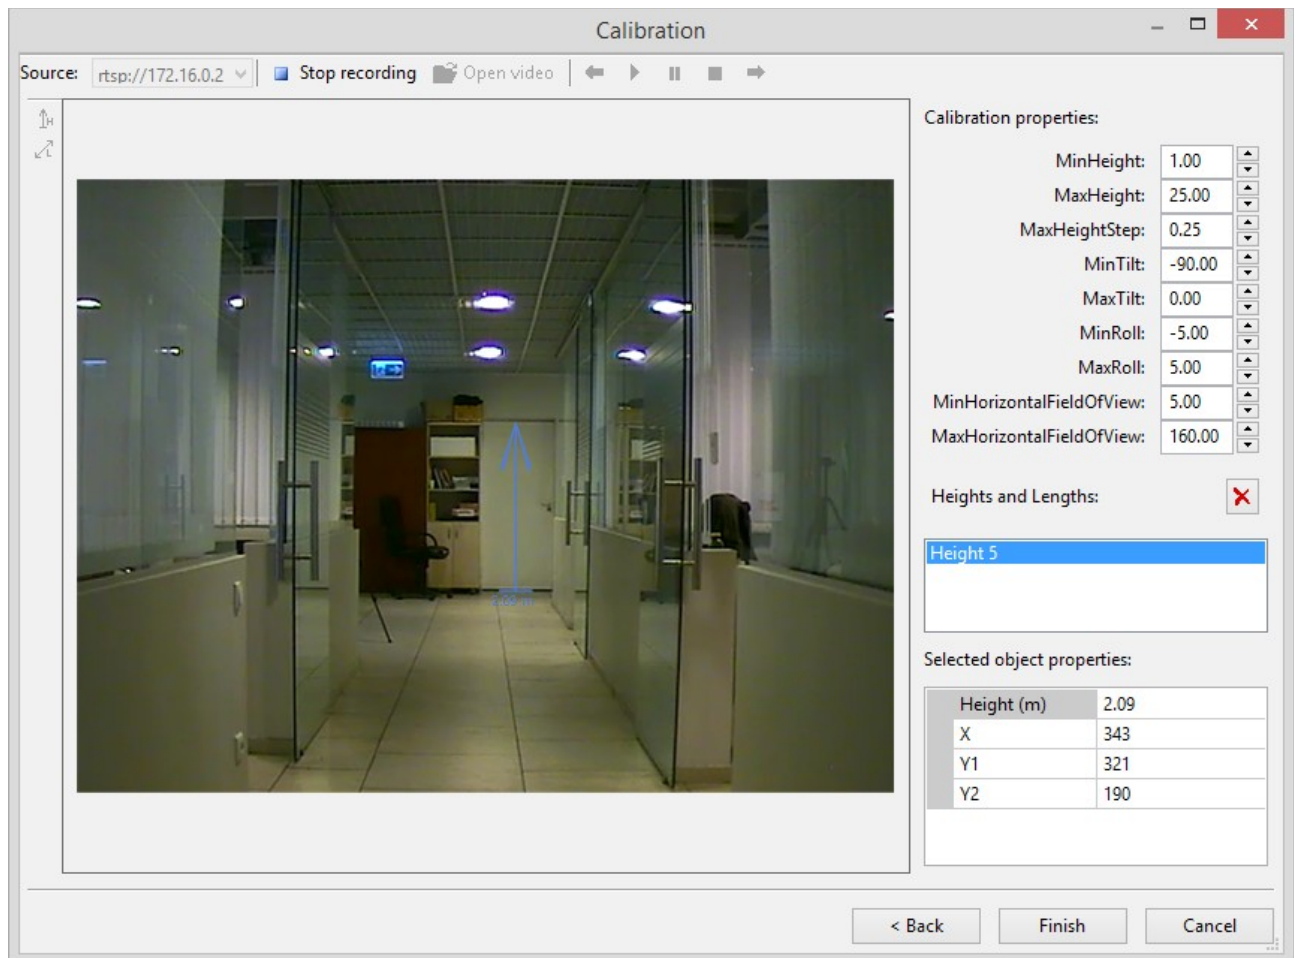 Calibration
Source: rtsp://172.16.0.2 Stop recording Open video
H
L
2.09 m
Calibration properties:
MinHeight: 1.00
MaxHeight: 25.00
MaxHeightStep: 0.25
MinTilt: -90.00
MaxTilt: 0.00
MinRoll: -5.00
MaxRoll: 5.00
MinHorizontalFieldOfView: 5.00
MaxHorizontalFieldOfView: 160.00
Heights and Lengths:
Height 5
Selected object properties:
Height (m) 2.09
X 343
Y1 321
Y2 190
< Back Finish Cancel